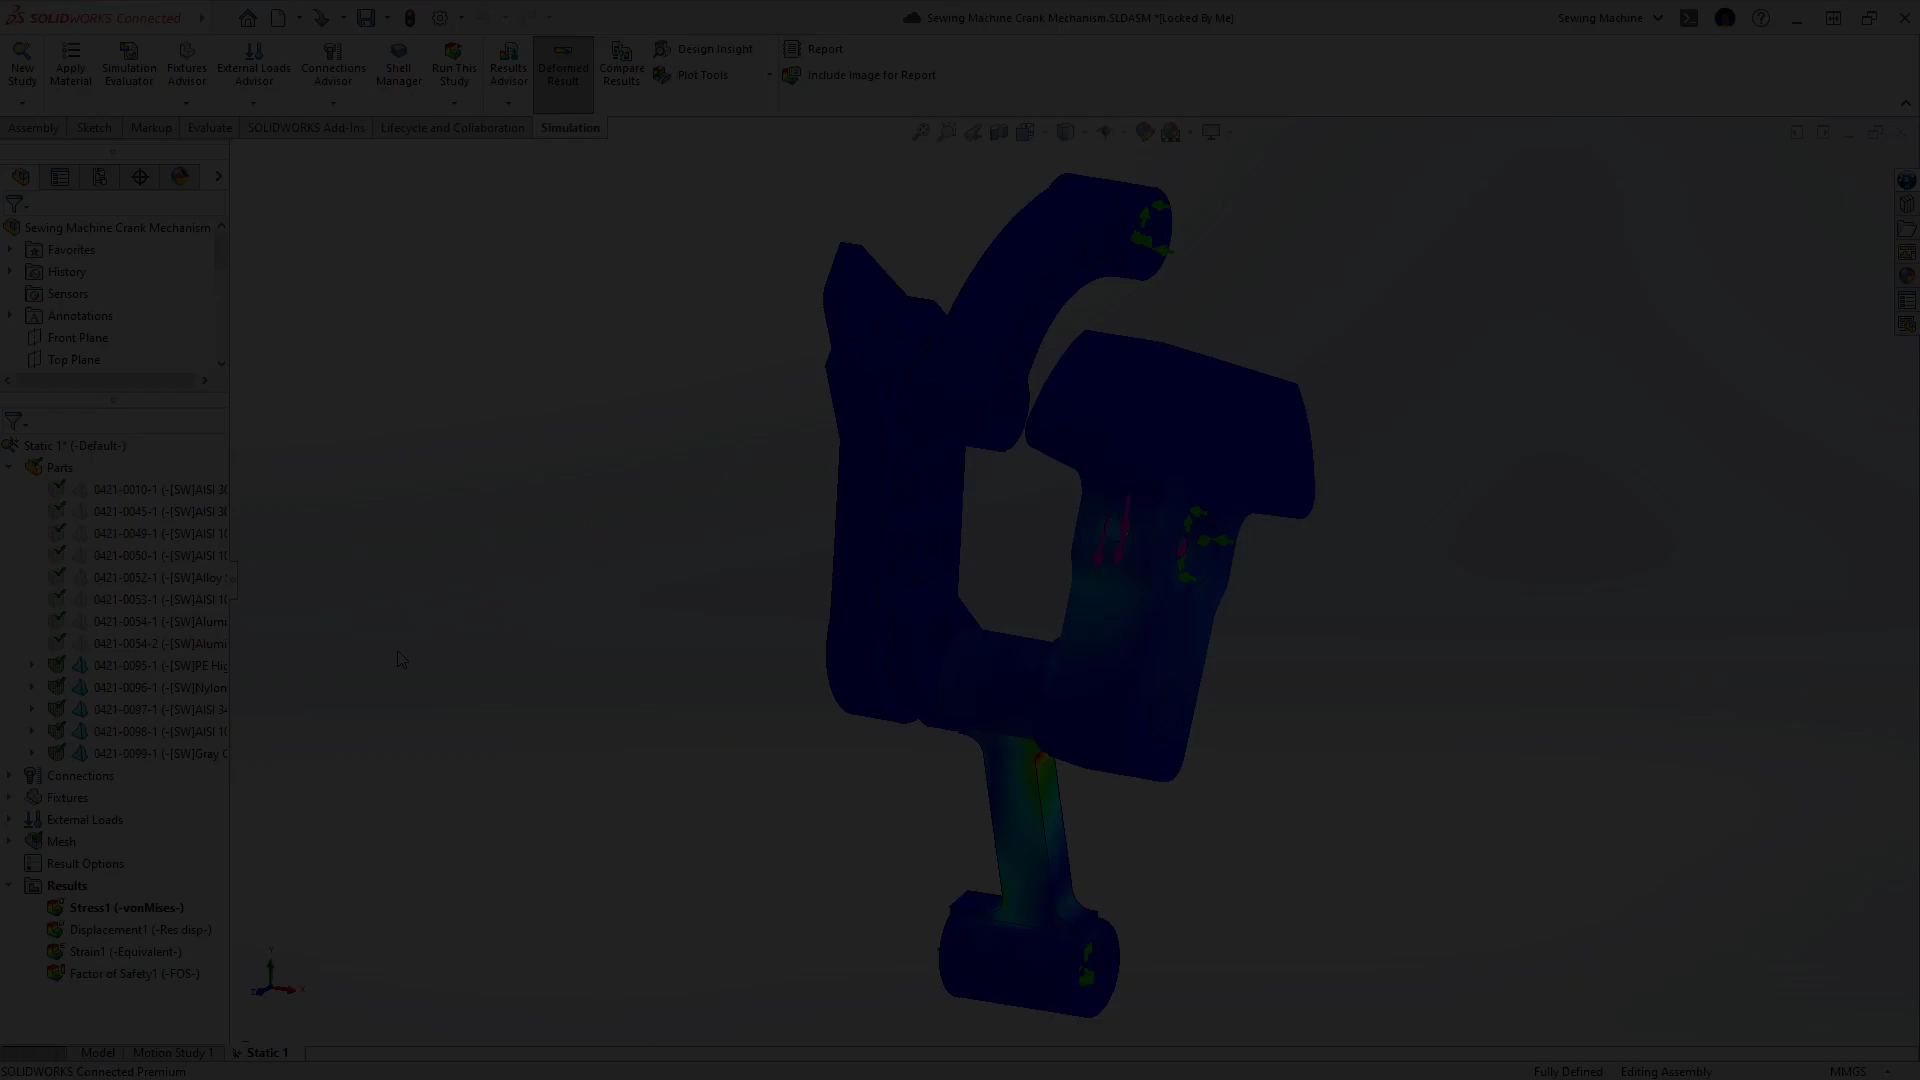 SOLIDWORKS Connected
Sewing Machine Crank Mechanism.SLDASM *[Locked By Me]
Sewing Machine
New Study
Apply Material
Simulation Evaluator
Fixtures Advisor
External Loads Advisor
Connections Advisor
Shell Manager
Run This Study
Results Advisor
Deformed Result
Compare Results
Design Insight
Plot Tools
Report
Include Image for Report
Assembly
Sketch
Markup
Evaluate
SOLIDWORKS Add-Ins
Lifecycle and Collaboration
Simulation
Sewing Machine Crank Mechanism
Favorites
History
Sensors
Annotations
Front Plane
Top Plane
Static 1* (-Default-)
Parts
0421-0010-1 (-[SW]AISI 30
0421-0045-1 (-[SW]AISI 30
0421-0049-1 (-[SW]AISI 10
0421-0050-1 (-[SW]AISI 10
0421-0052-1 (-[SW]Alloy
0421-0053-1 (-[SW]AISI 10
0421-0054-1 (-[SW]Alumi
0421-0054-2 (-[SW]Alumi
0421-0095-1 (-[SW]PE Hig
0421-0096-1 (-[SW]Nylon
0421-0097-1 (-[SW]AISI 34
0421-0098-1 (-[SW]AISI 10
0421-0099-1 (-[SW]Gray C
Connections
Fixtures
External Loads
Mesh
Result Options
Results
Stress1 (-vonMises-)
Displacement1 (-Res disp-)
Strain1 (-Equivalent-)
Factor of Safety1 (-FOS-)
Y
X
Z
Model
Motion Study 1
Static 1
SOLIDWORKS Connected Premium
Fully Defined
Editing Assembly
MMGS